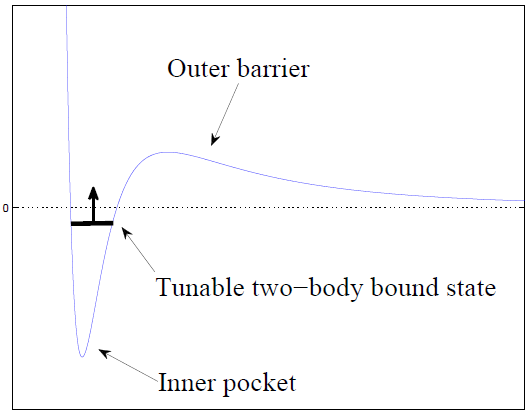 Outer barrier
0
Tunable two−body bound state
Inner pocket